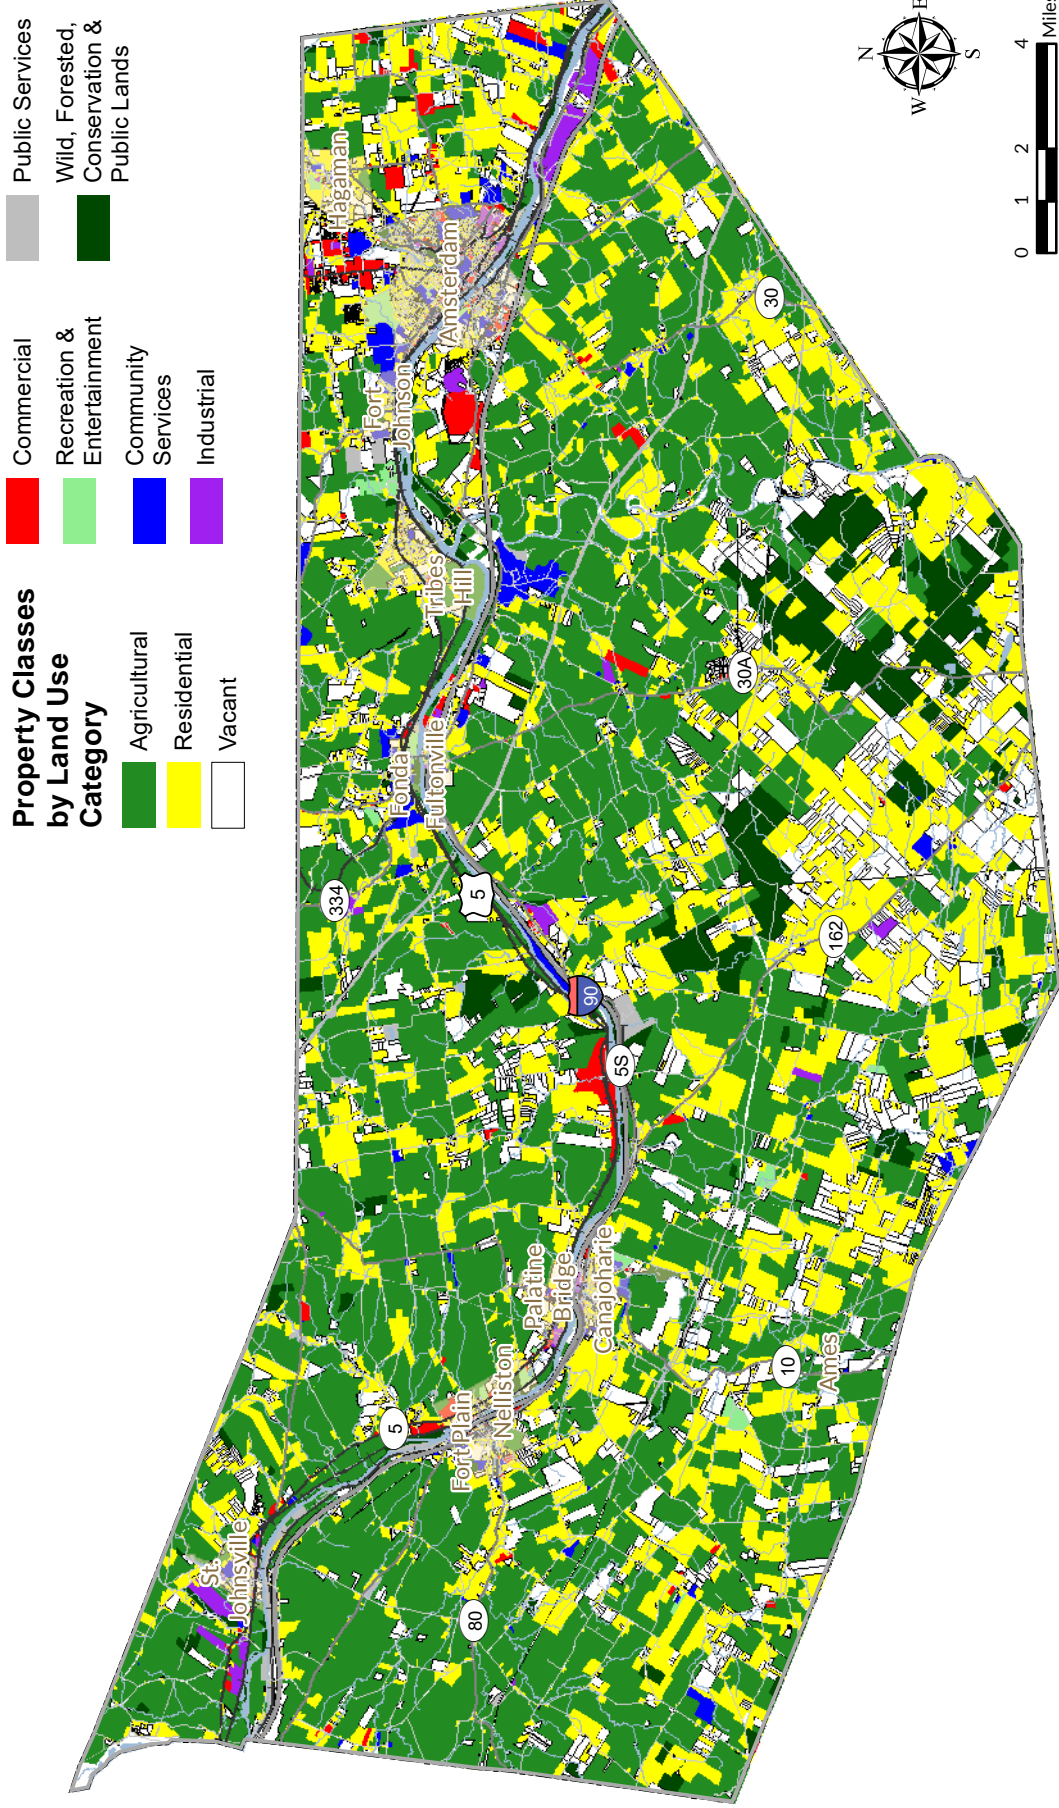 Property Classes
by Land Use
Category
Agricultural
Residential
Vacant
Commercial
Recreation &
Entertainment
Community
Services
Industrial
Public Services
Wild, Forested,
Conservation &
Public Lands
St.
Johnsville
Fort Plain
Nelliston
Palatine
Bridge
Canajoharie
Ames
Fonda
Fultonville
Tribes
Hill
Fort
Johnson
Amsterdam
Hagaman
5
80
10
5S
90
5
334
162
30A
30
N
E
S
W
0
1
2
4
Miles